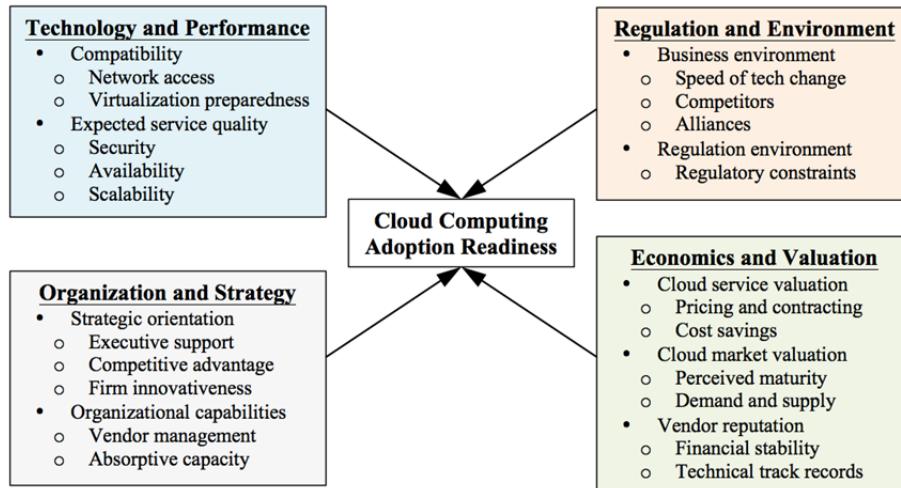 Technology and Performance
• Compatibility
o Network access
o Virtualization preparedness
• Expected service quality
o Security
o Availability
o Scalability
Regulation and Environment
• Business environment
o Speed of tech change
o Competitors
o Alliances
• Regulation environment
o Regulatory constraints
Cloud Computing
Adoption Readiness
Organization and Strategy
• Strategic orientation
o Executive support
o Competitive advantage
o Firm innovativeness
• Organizational capabilities
o Vendor management
o Absorptive capacity
Economics and Valuation
• Cloud service valuation
o Pricing and contracting
o Cost savings
• Cloud market valuation
o Perceived maturity
o Demand and supply
• Vendor reputation
o Financial stability
o Technical track records